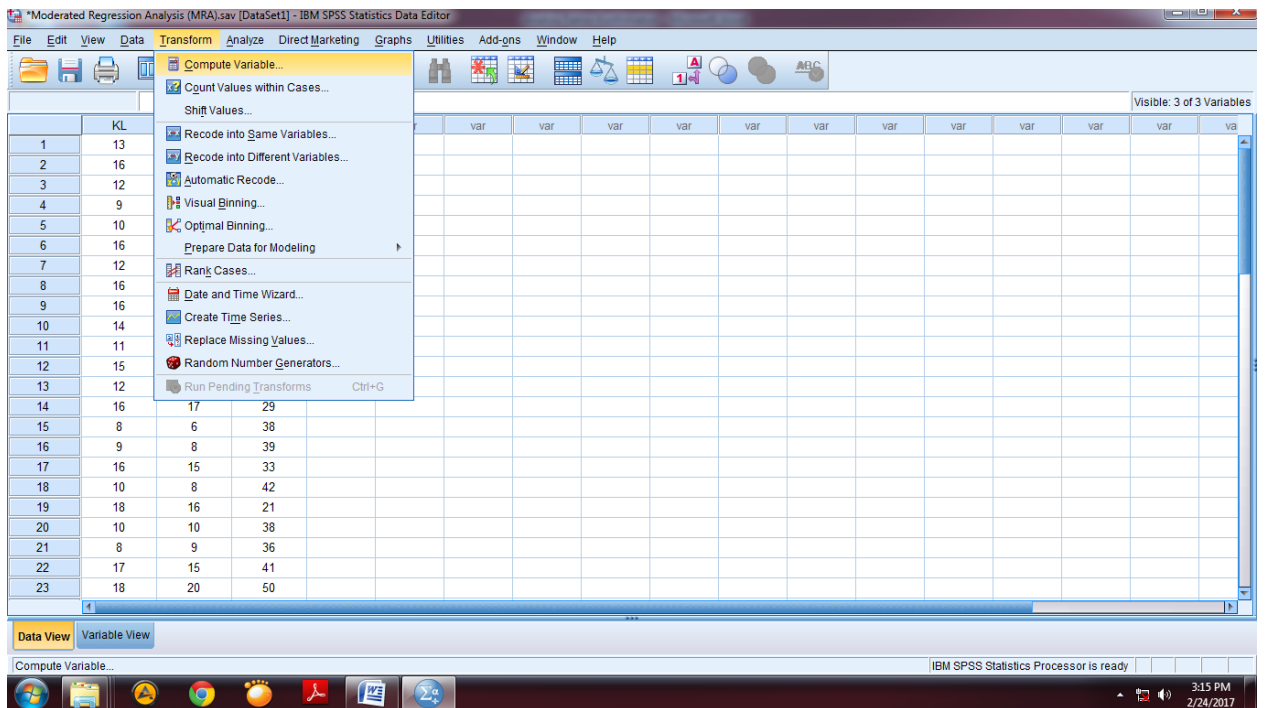 *Moderated Regression Analysis (MRA).sav [DataSet1] - IBM SPSS Statistics Data Editor
File Edit View Data Transform Analyze Direct Marketing Graphs Utilities Add-ons Window Help
Compute Variable...
Count Values within Cases...
Shift Values...
Recode into Same Variables...
Recode into Different Variables...
Automatic Recode...
Visual Binning...
Optimal Binning...
Prepare Data for Modeling
Rank Cases...
Date and Time Wizard...
Create Time Series...
Replace Missing Values...
Random Number Generators...
Run Pending Transforms Ctrl+G
Visible: 3 of 3 Variables
KL var var var var var var var var var var var va
1 13
2 16
3 12
4 9
5 10
6 16
7 12
8 16
9 16
10 14
11 11
12 15
13 12
14 16 17 29
15 8 6 38
16 9 8 39
17 16 15 33
18 10 8 42
19 18 16 21
20 10 10 38
21 8 9 36
22 17 15 41
23 18 20 50
Data View Variable View
Compute Variable...
IBM SPSS Statistics Processor is ready
3:15 PM
2/24/2017